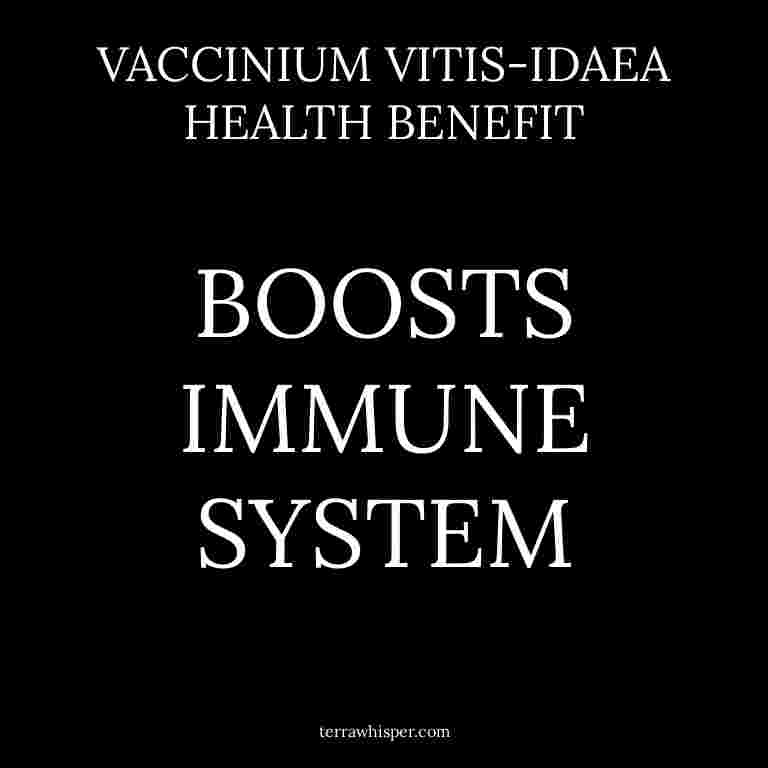 VACCINIUM VITIS-IDAEA
HEALTH BENEFIT
BOOSTS
IMMUNE
SYSTEM
terrawhisper.com